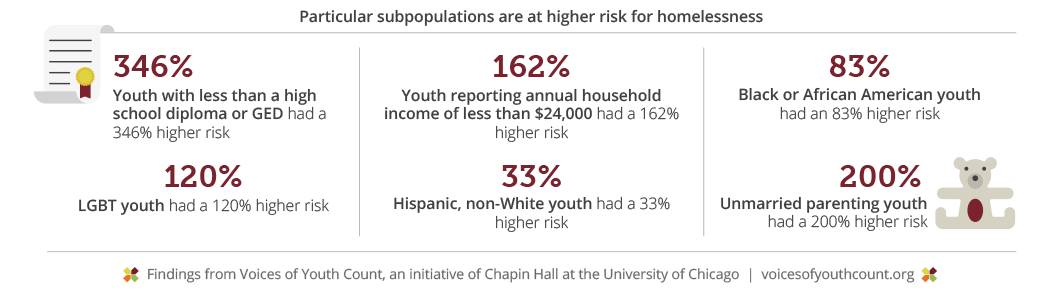 Particular subpopulations are at higher risk for homelessness
346%
Youth with less than a high
school diploma or GED had a
346% higher risk
162%
Youth reporting annual household
income of less than $24,000 had a 162%
higher risk
83%
Black or African American youth
had an 83% higher risk
120%
LGBT youth had a 120% higher risk
33%
Hispanic, non-White youth had a 33%
higher risk
200%
Unmarried parenting youth
had a 200% higher risk
Findings from Voices of Youth Count, an initiative of Chapin Hall at the University of Chicago | voicesofyouthcount.org